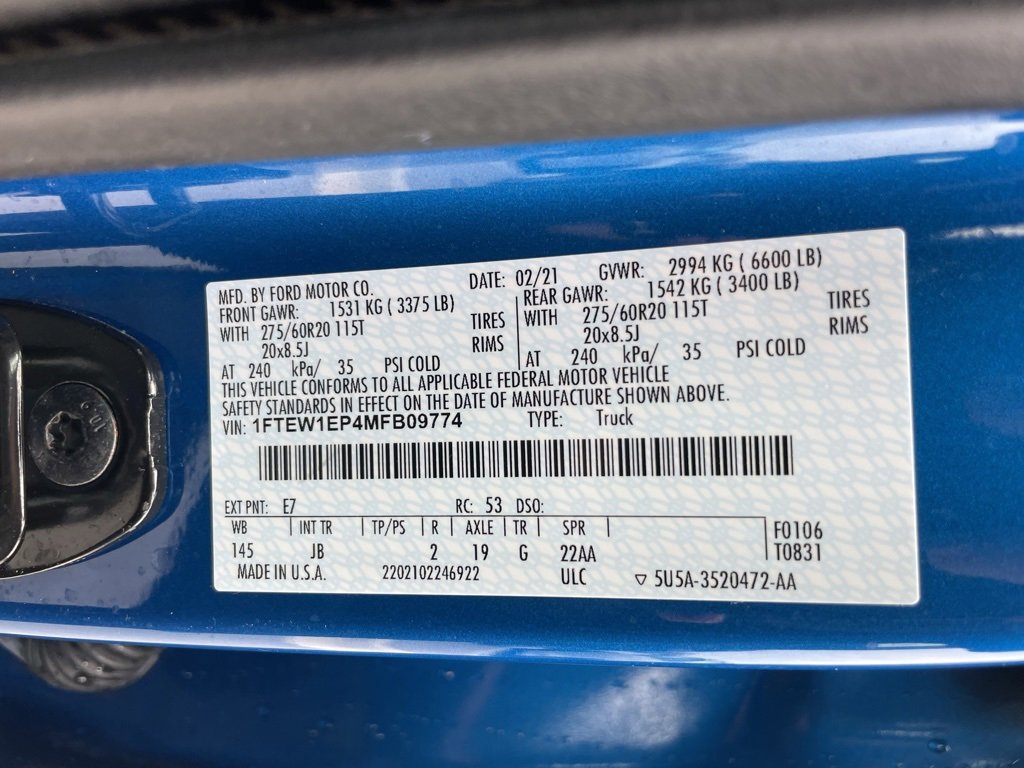 MFD. BY FORD MOTOR CO. DATE: 02/21 GVWR: 2994 KG ( 6600 LB)
FRONT GAWR: 1531 KG ( 3375 LB) REAR GAWR: 1542 KG ( 3400 LB)
WITH 275/60R20 115T TIRES WITH 275/60R20 115T TIRES
20x8.5J RIMS 20x8.5J RIMS
AT 240 kPa/ 35 PSI COLD AT 240 kPa/ 35 PSI COLD
THIS VEHICLE CONFORMS TO ALL APPLICABLE FEDERAL MOTOR VEHICLE
SAFETY STANDARDS IN EFFECT ON THE DATE OF MANUFACTURE SHOWN ABOVE.
VIN: 1FTEW1EP4MFB09774 TYPE: Truck
EXT PNT: E7 RC: 53 DSO:
WB INT TR TP/PS R AXLE TR SPR F0106
145 JB 2 19 G 22AA T0831
MADE IN U.S.A. 2202102246922 ULC 5U5A-3520472-AA